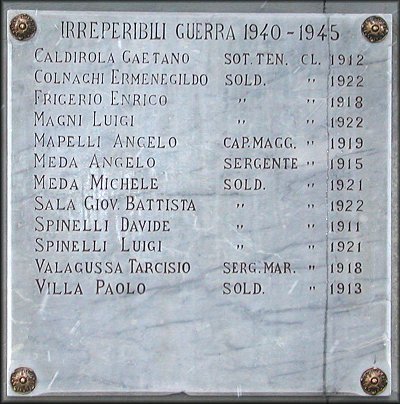 IRREPERIBILI GUERRA 1940-1945
CALDIROLA GAETANO SOT.TEN. CL. 1912
COLNACHI ERMENEGILDO SOLD. " 1922
FRIGERIO ENRICO " " 1918
MAGNI LUIGI " " 1922
MAPELLI ANGELO CAP.MAGG. " 1919
MEDA ANGELO SERGENTE " 1915
MEDA MICHELE SOLD. " 1921
SALA GIOV. BATTISTA " " 1922
SPINELLI DAVIDE " " 1911
SPINELLI LUIGI " " 1921
VALAGUSSA TARCISIO SERG.MAR. " 1918
VILLA PAOLO SOLD. " 1913